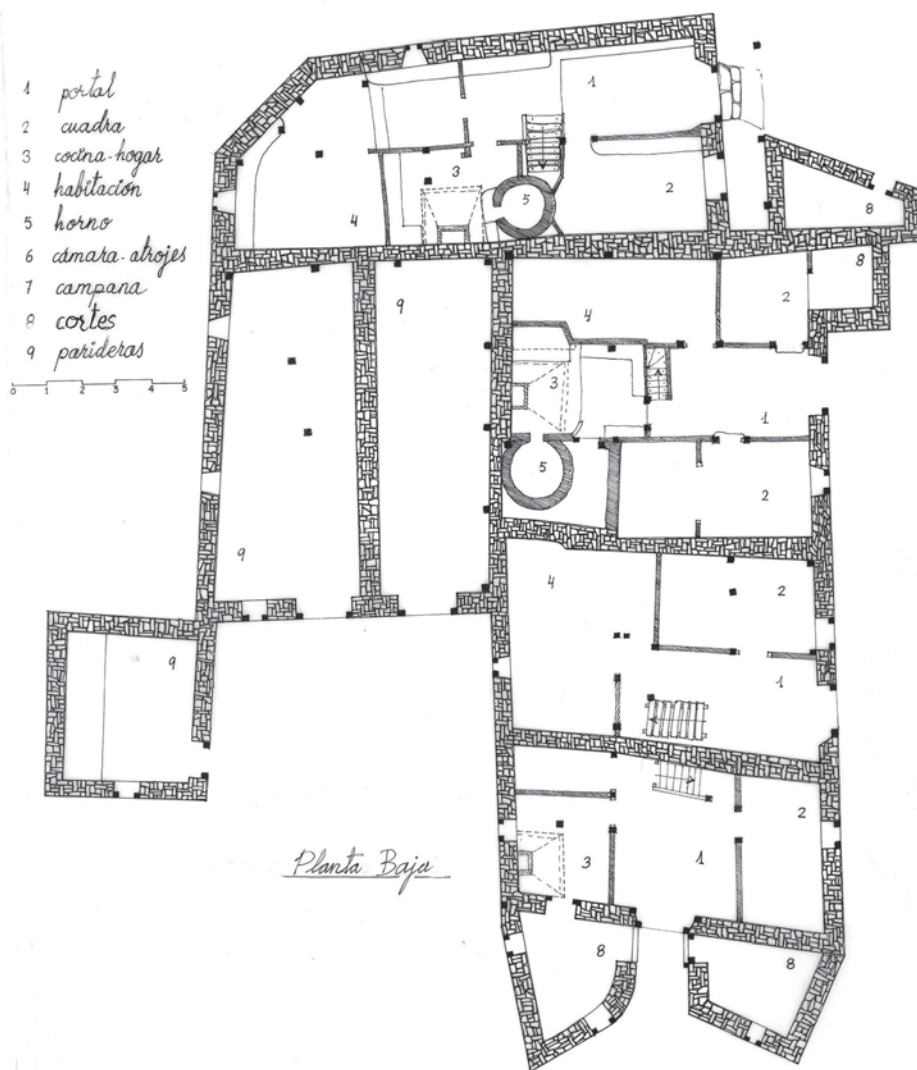 1 portal
2 cuadra
3 cocina-hogar
4 habitación
5 horno
6 cámara-atrojes
7 campana
8 cortes
9 parideras
0 1 2 3 4 5
1
3
5
2
8
4
8
9
4
2
3
1
5
2
9
4
2
9
1
2
3
1
Planta Baja
8
8